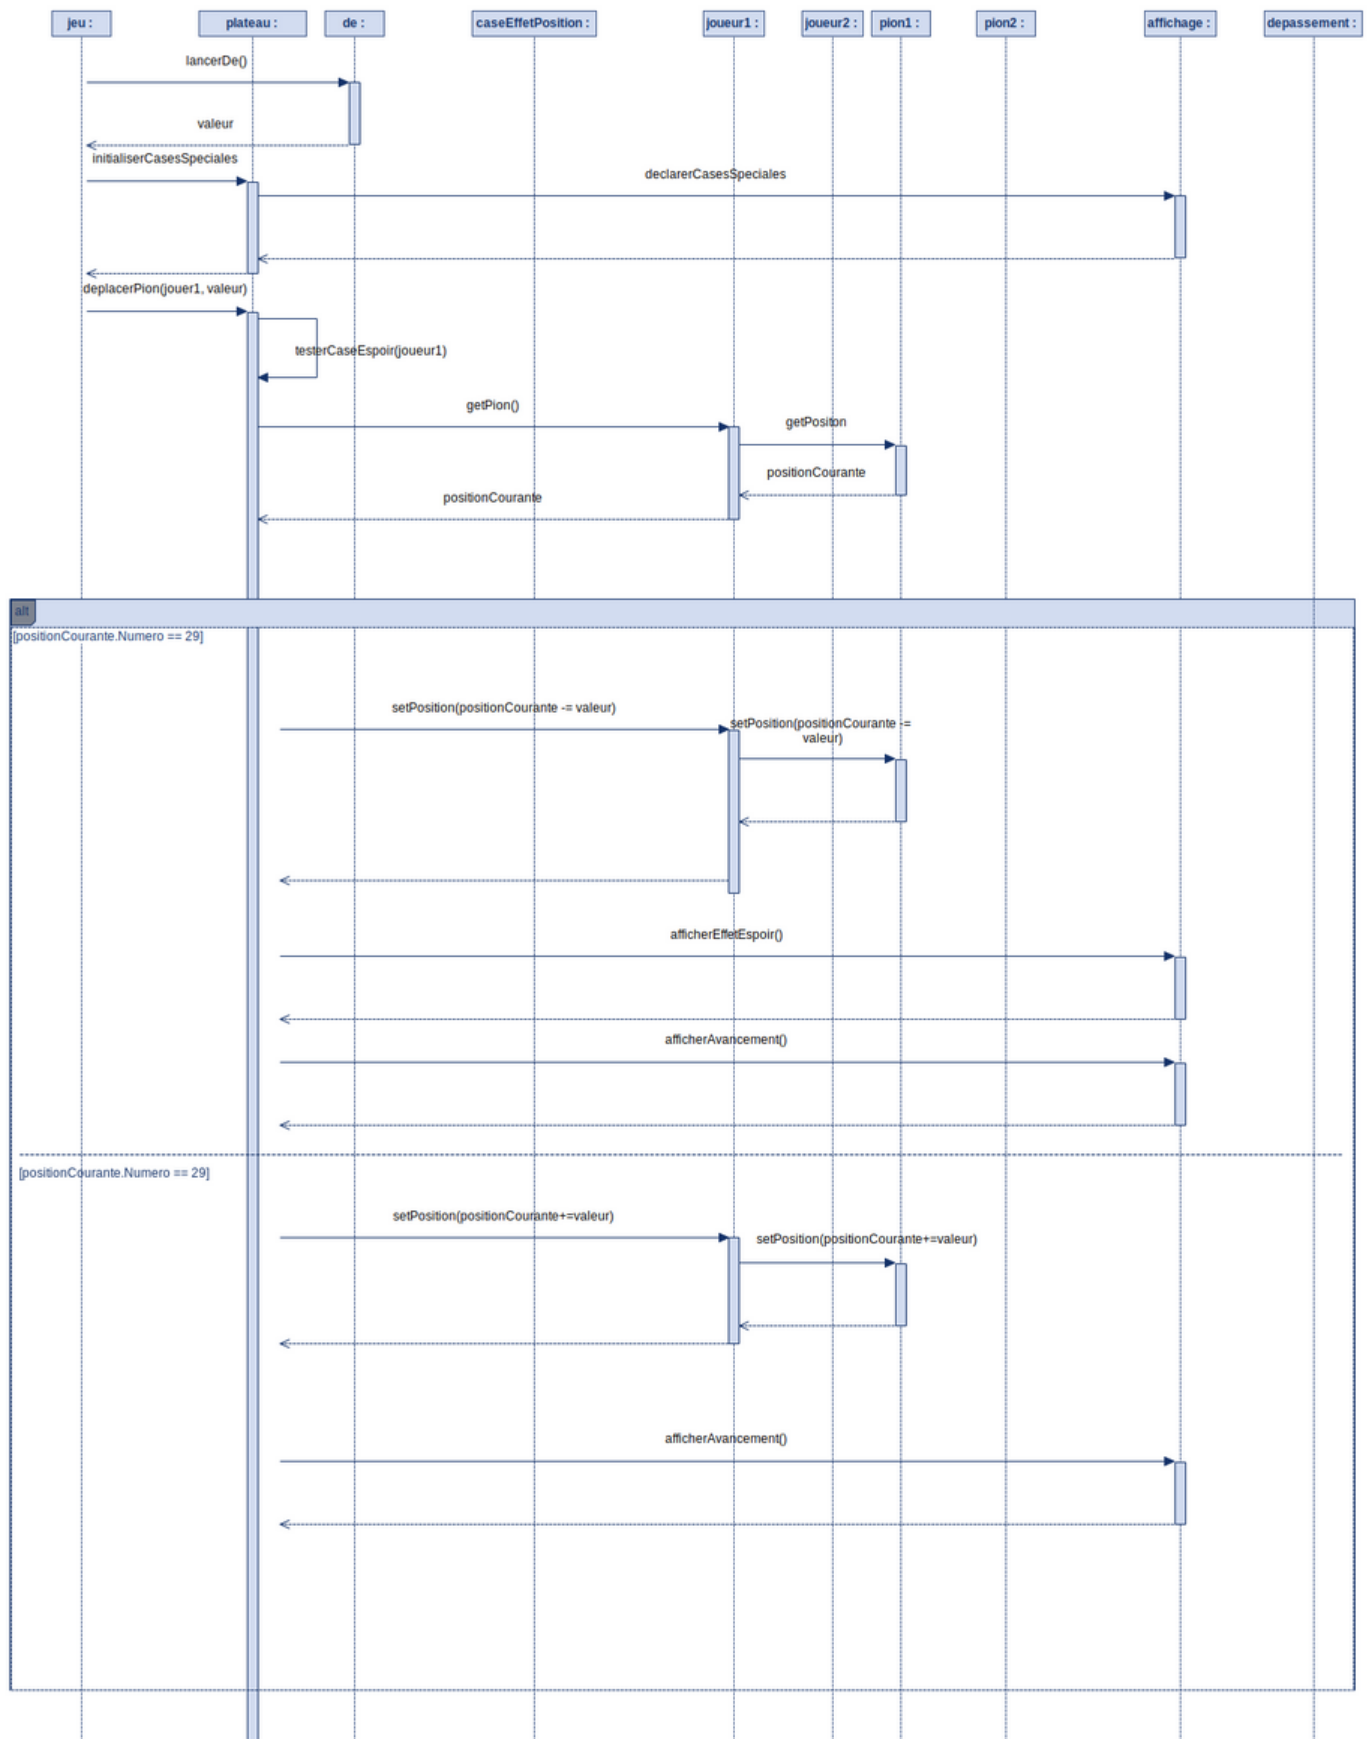 jeu :
plateau :
de :
caseEffetPosition :
joueur1 :
joueur2 :
pion1 :
pion2 :
affichage :
depassement :
lancerDe()
valeur
initialiserCasesSpeciales
declarerCasesSpeciales
deplacerPion(jouer1, valeur)
testerCaseEspoir(joueur1)
getPion()
getPositon
positionCourante
positionCourante
alt
[positionCourante.Numero == 29]
setPosition(positionCourante -= valeur)
setPosition(positionCourante -=
valeur)
afficherEffetEspoir()
afficherAvancement()
[positionCourante.Numero == 29]
setPosition(positionCourante+=valeur)
setPosition(positionCourante+=valeur)
afficherAvancement()